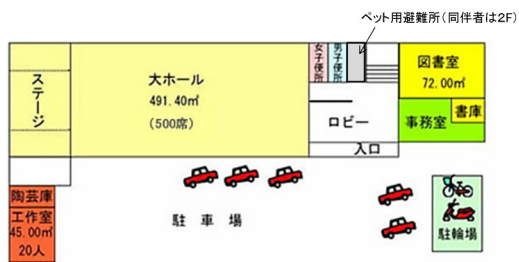 ペット用避難所(同伴者は2F)
ステージ
大ホール
491.40㎡
(500席)
女子便所
男子便所
ロビー
入口
図書室
72.00㎡
書庫
事務室
陶芸庫
工作室
45.00㎡
20人
駐車場
駐輪場